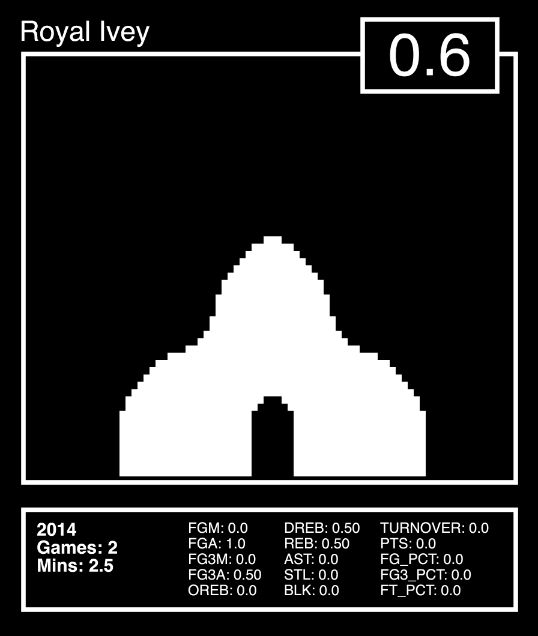 Royal Ivey
0.6
2014
Games: 2
Mins: 2.5
FGM: 0.0
FGA: 1.0
FG3M: 0.0
FG3A: 0.50
OREB: 0.0
DREB: 0.50
REB: 0.50
AST: 0.0
STL: 0.0
BLK: 0.0
TURNOVER: 0.0
PTS: 0.0
FG_PCT: 0.0
FG3_PCT: 0.0
FT_PCT: 0.0